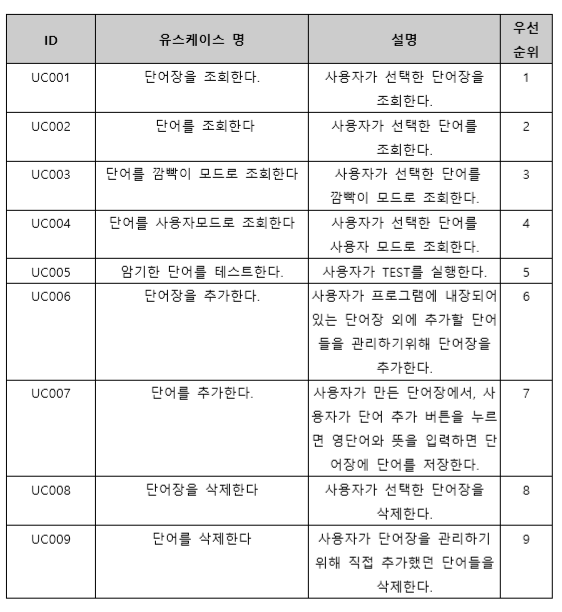 ID 유스케이스 명 설명 우선
순위
UC001 단어장을 조회한다. 사용자가 선택한 단어장을 1
조회한다.
UC002 단어를 조회한다 사용자가 선택한 단어를 2
조회한다.
UC003 단어를 깜빡이 모드로 조회한다 사용자가 선택한 단어를 3
깜빡이 모드로 조회한다.
UC004 단어를 사용자모드로 조회한다 사용자가 선택한 단어를 4
사용자 모드로 조회한다.
UC005 암기한 단어를 테스트한다. 사용자가 TEST를 실행한다. 5
UC006 단어장을 추가한다. 사용자가 프로그램에 내장되어 6
있는 단어장 외에 추가할 단어
들을 관리하기위해 단어장을
추가한다.
UC007 단어를 추가한다. 사용자가 만든 단어장에서, 사 7
용자가 단어 추가 버튼을 누르
면 영단어와 뜻을 입력하면 단
어장에 단어를 저장한다.
UC008 단어장을 삭제한다 사용자가 선택한 단어장을 8
삭제한다.
UC009 단어를 삭제한다 사용자가 단어장을 관리하기 9
위해 직접 추가했던 단어들을
삭제한다.